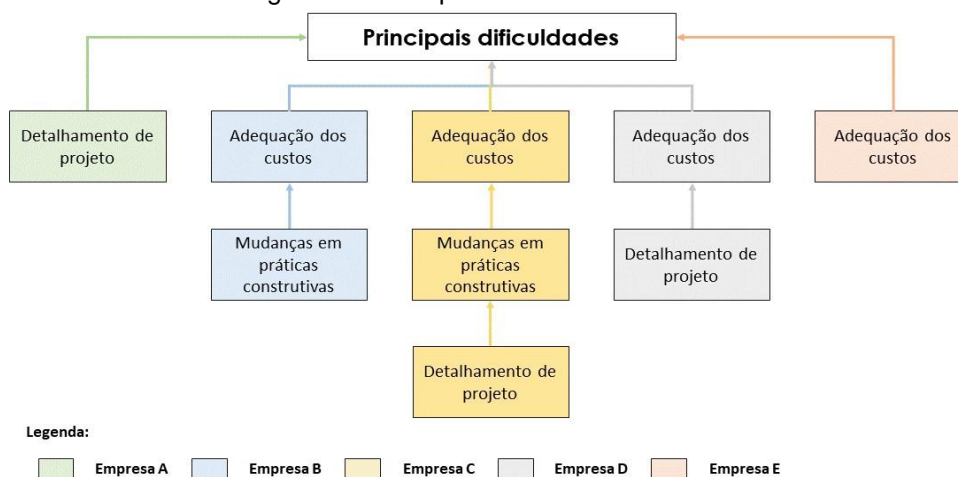 Principais dificuldades
Detalhamento de
projeto
Adequação dos
custos
Adequação dos
custos
Adequação dos
custos
Adequação dos
custos
Mudanças em
práticas
construtivas
Mudanças em
práticas
construtivas
Detalhamento de
projeto
Detalhamento de
projeto
Legenda:
Empresa A
Empresa B
Empresa C
Empresa D
Empresa E